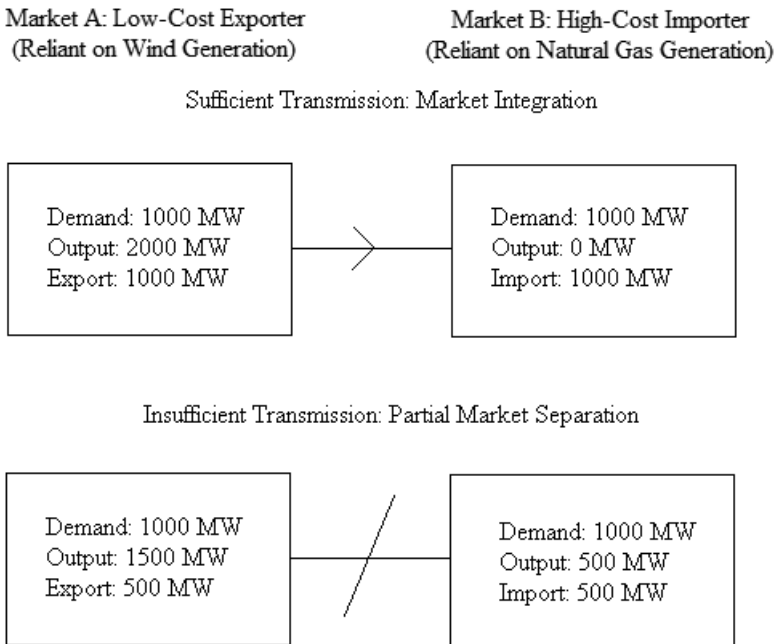 Market A: Low-Cost Exporter
(Reliant on Wind Generation)
Market B: High-Cost Importer
(Reliant on Natural Gas Generation)
Sufficient Transmission: Market Integration
Demand: 1000 MW
Output: 2000 MW
Export: 1000 MW
Demand: 1000 MW
Output: 0 MW
Import: 1000 MW
Insufficient Transmission: Partial Market Separation
Demand: 1000 MW
Output: 1500 MW
Export: 500 MW
Demand: 1000 MW
Output: 500 MW
Import: 500 MW